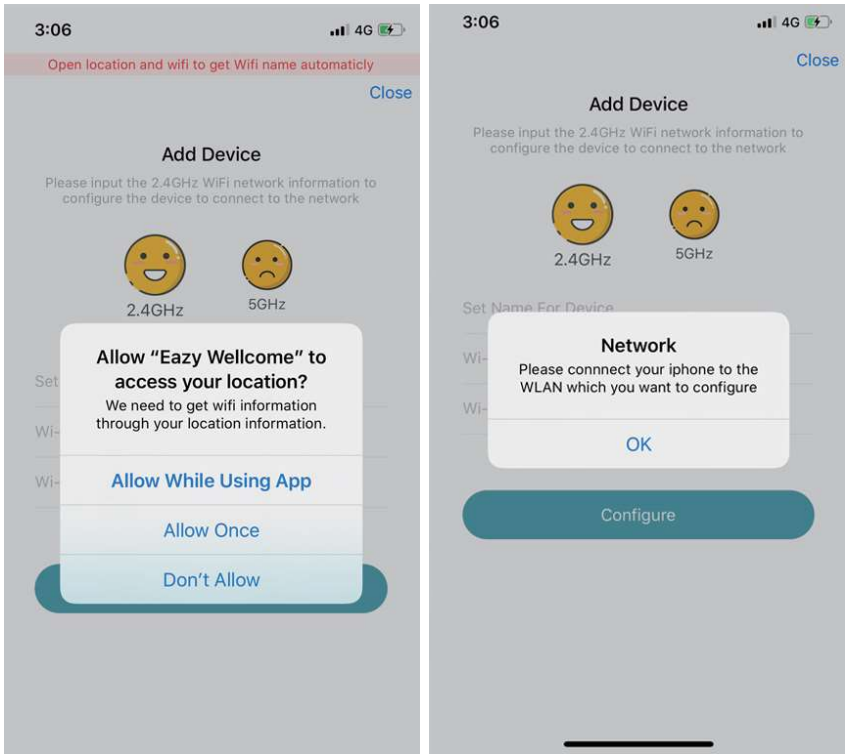 3:06
4G
Open location and wifi to get Wifi name automaticly
Close
Add Device
Please input the 2.4GHz WiFi network information to
configure the device to connect to the network
2.4GHz
5GHz
Allow “Eazy Wellcome” to
access your location?
We need to get wifi information
through your location information.
Set
Wi-
Wi-
Allow While Using App
Allow Once
Don’t Allow
3:06
4G
Close
Add Device
Please input the 2.4GHz WiFi network information to
configure the device to connect to the network
2.4GHz
5GHz
Set Name For Device
Network
Please connnect your iphone to the
WLAN which you want to configure
Wi-
Wi-
OK
Configure